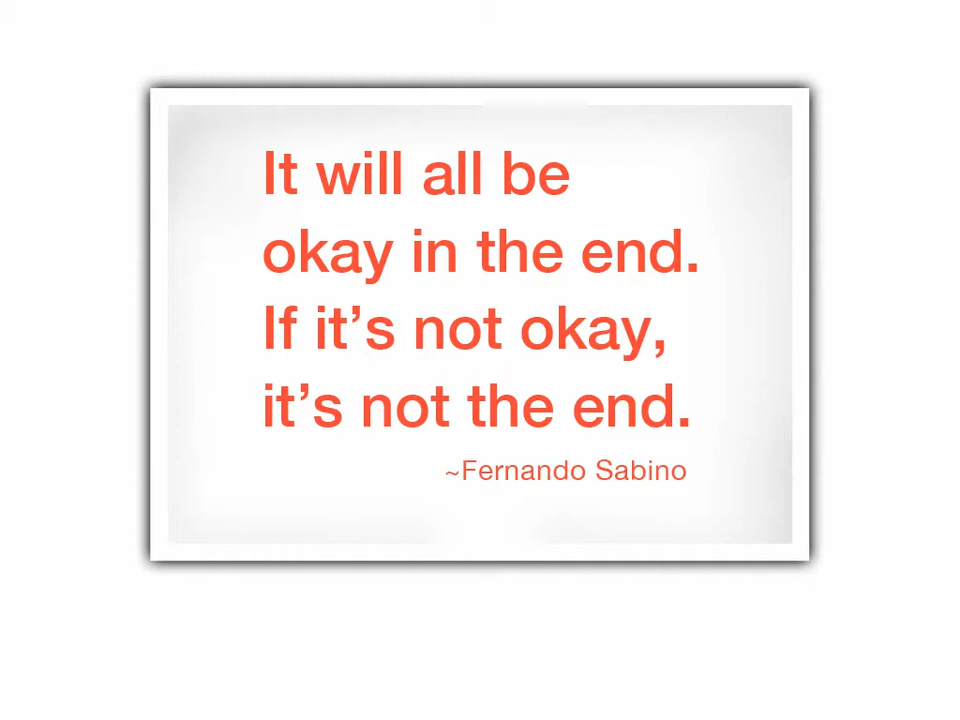 It will all be
okay in the end.
If it’s not okay,
it’s not the end.
~Fernando Sabino